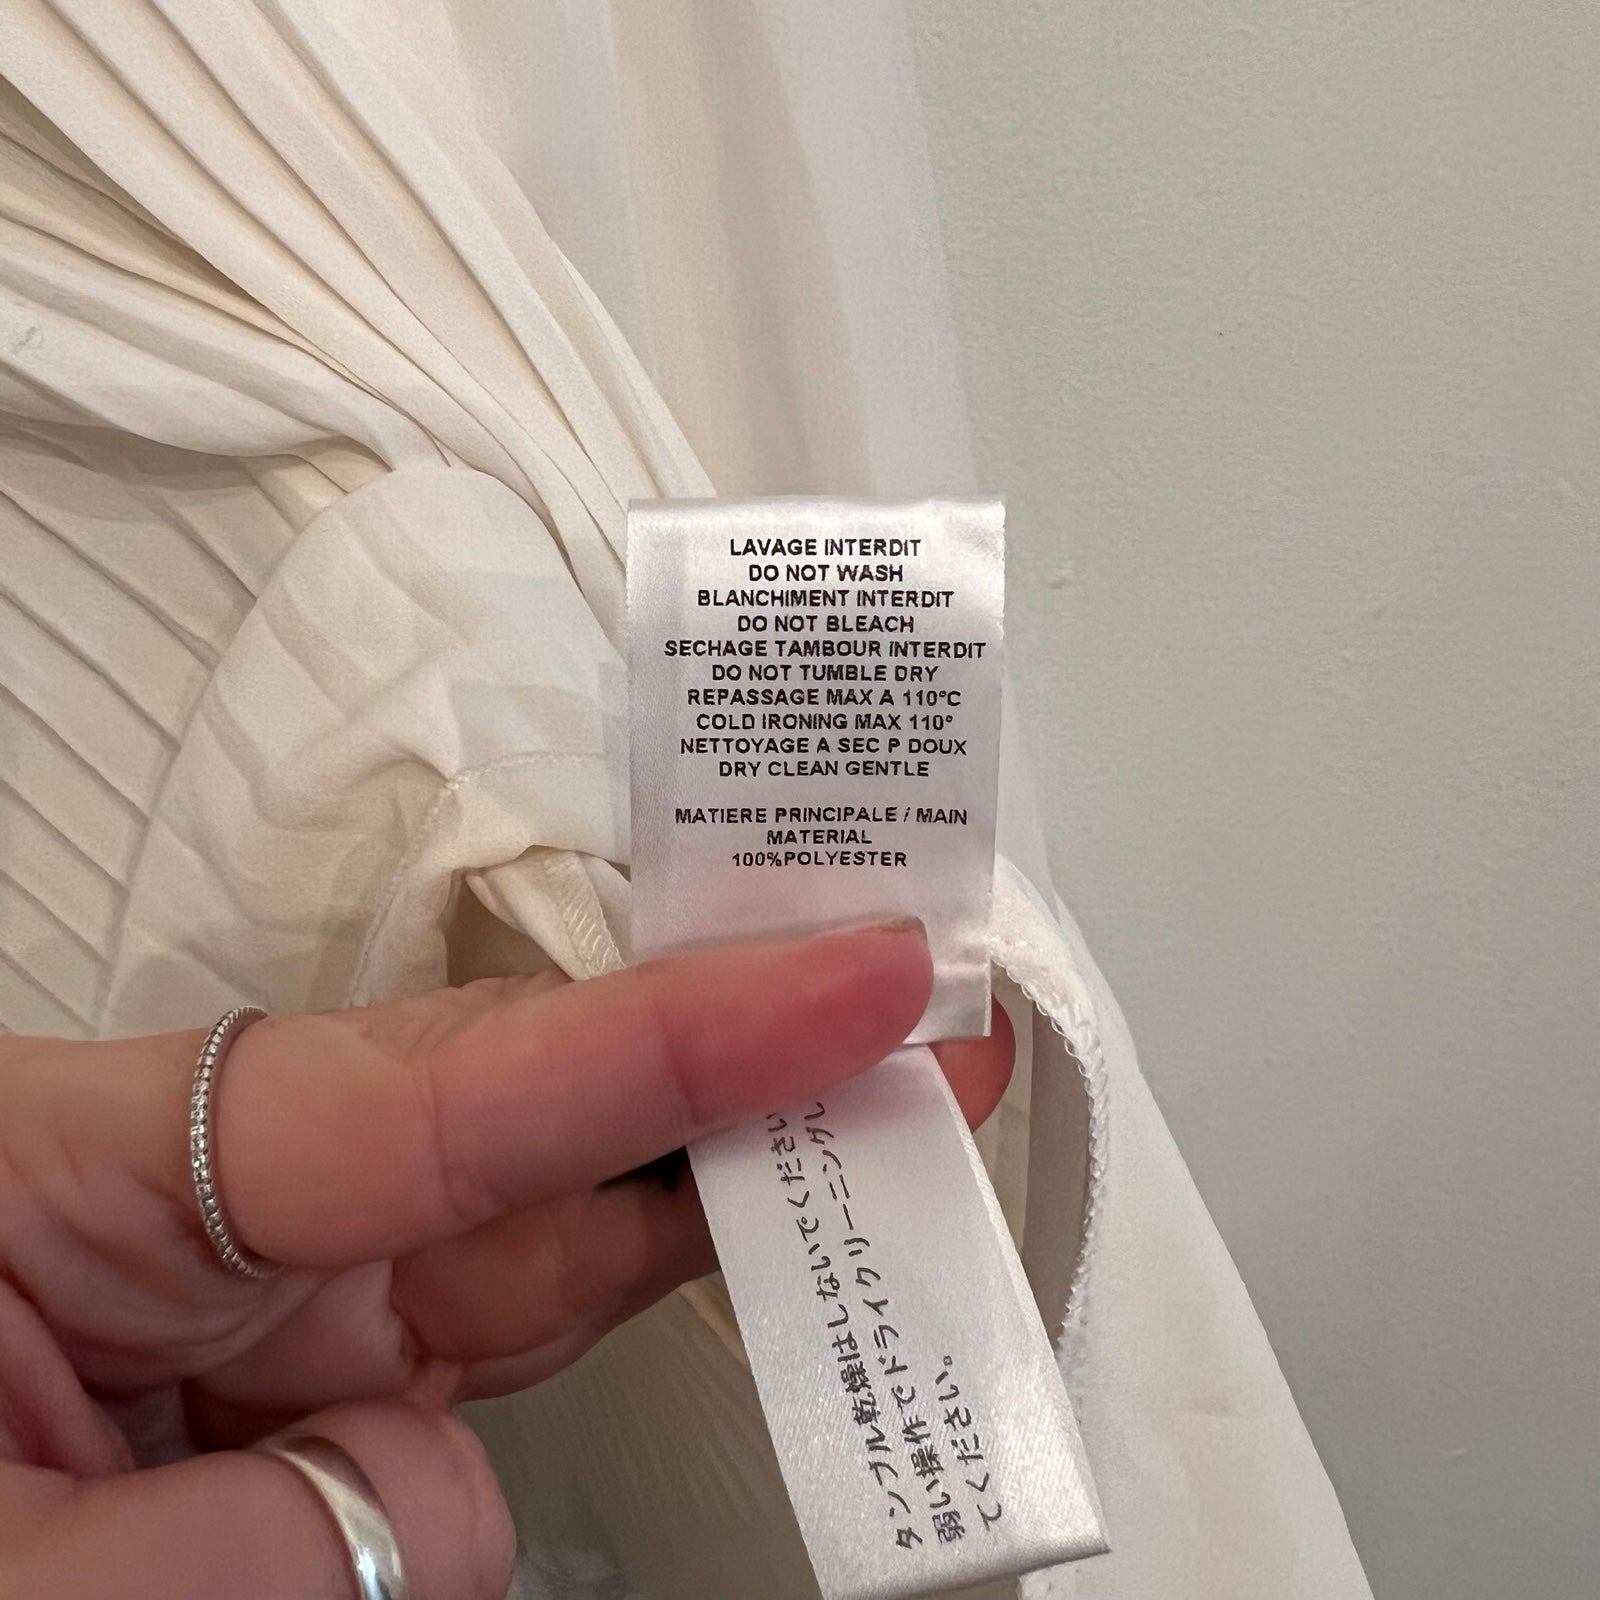 LAVAGE INTERDIT
DO NOT WASH
BLANCHIMENT INTERDIT
DO NOT BLEACH
SECHAGE TAMBOUR INTERDIT
DO NOT TUMBLE DRY
REPASSAGE MAX A 110°C
COLD IRONING MAX 110°
NETTOYAGE A SEC P DOUX
DRY CLEAN GENTLE
MATIERE PRINCIPALE / MAIN
MATERIAL
100%POLYESTER
タンブル乾燥はしないでください
弱い操作でドライクリーニングし
てください。